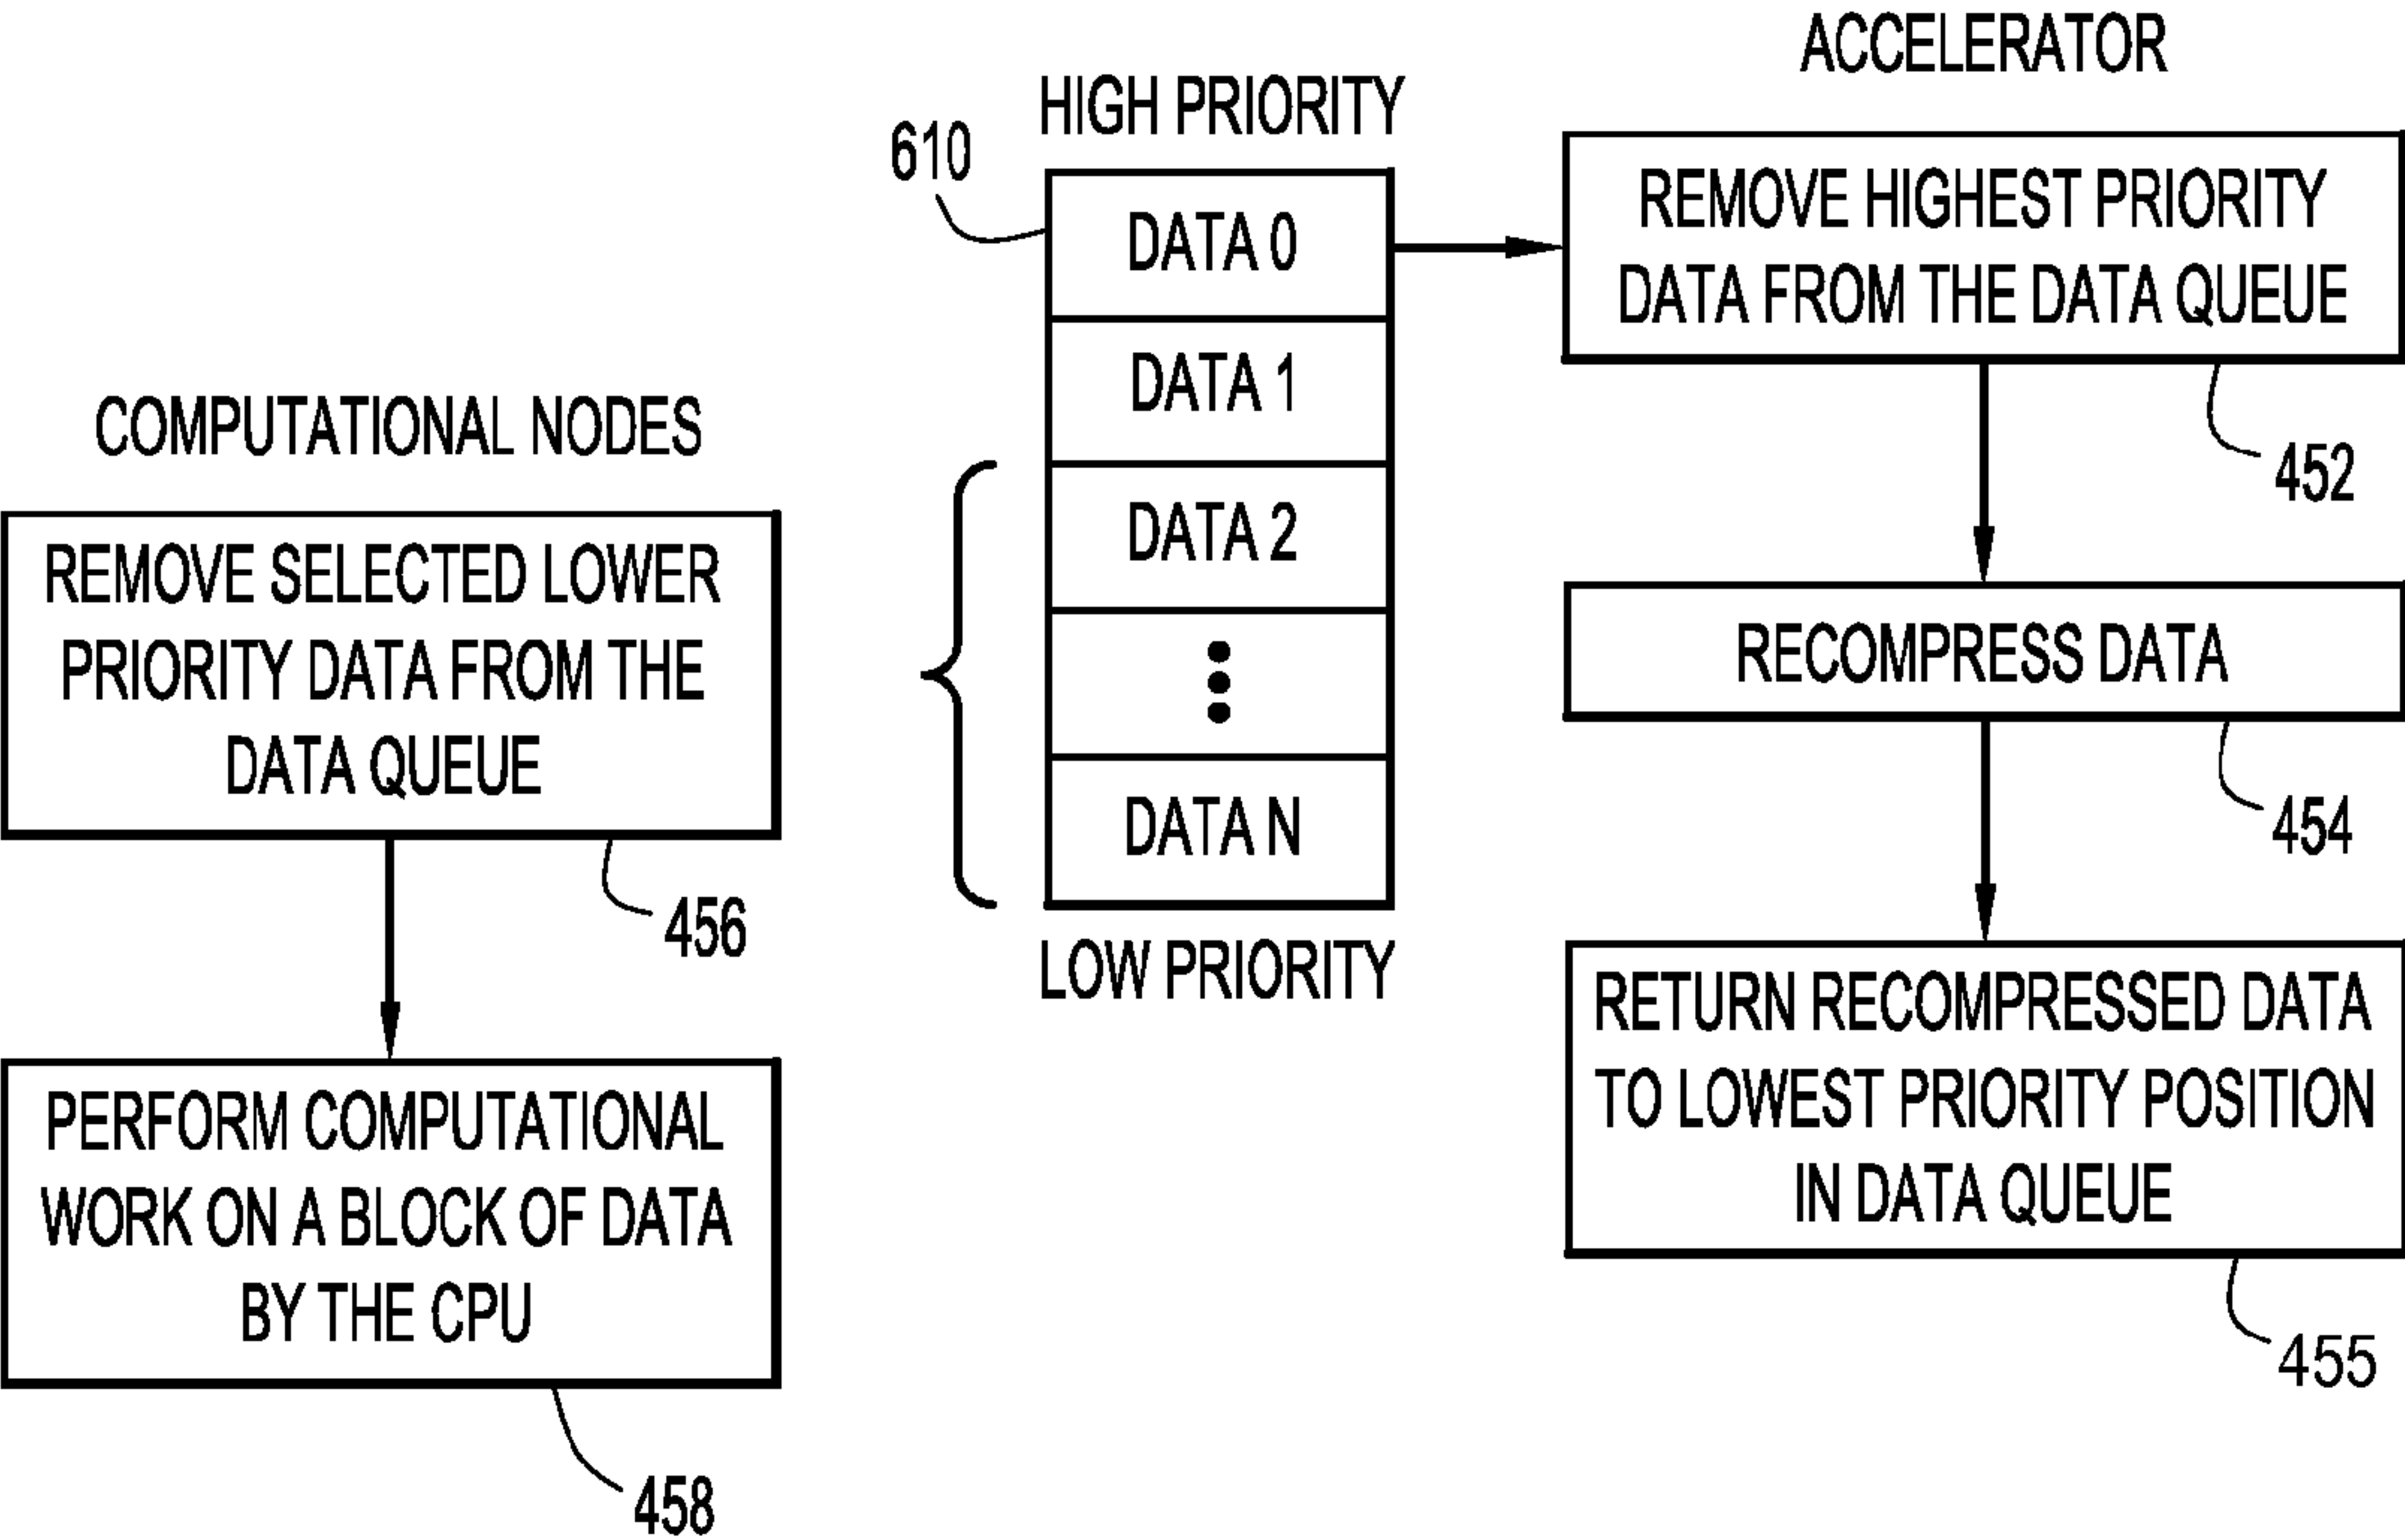 COMPUTATIONAL NODES
REMOVE SELECTED LOWER
PRIORITY DATA FROM THE
DATA QUEUE
456
PERFORM COMPUTATIONAL
WORK ON A BLOCK OF DATA
BY THE CPU
458
HIGH PRIORITY
610
DATA 0
DATA 1
DATA 2
DATA N
LOW PRIORITY
ACCELERATOR
REMOVE HIGHEST PRIORITY
DATA FROM THE DATA QUEUE
452
RECOMPRESS DATA
454
RETURN RECOMPRESSED DATA
TO LOWEST PRIORITY POSITION
IN DATA QUEUE
455